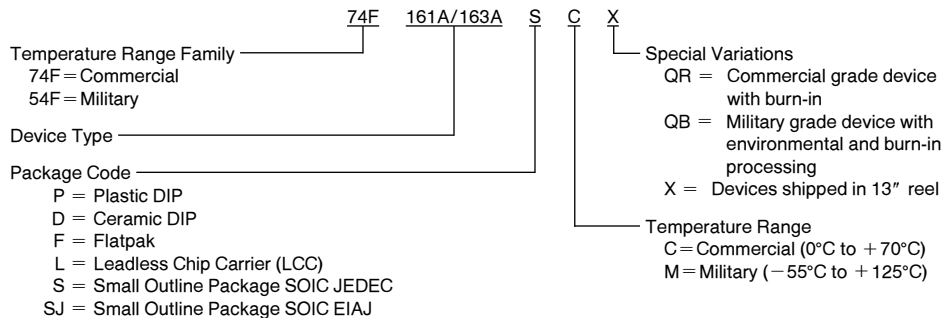 74F 161A/163A S C X
Temperature Range Family
74F = Commercial
54F = Military
Device Type
Package Code
P = Plastic DIP
D = Ceramic DIP
F = Flatpak
L = Leadless Chip Carrier (LCC)
S = Small Outline Package SOIC JEDEC
SJ = Small Outline Package SOIC EIAJ
Special Variations
QR = Commercial grade device
with burn-in
QB = Military grade device with
environmental and burn-in
processing
X = Devices shipped in 13″ reel
Temperature Range
C = Commercial (0°C to +70°C)
M = Military (−55°C to +125°C)